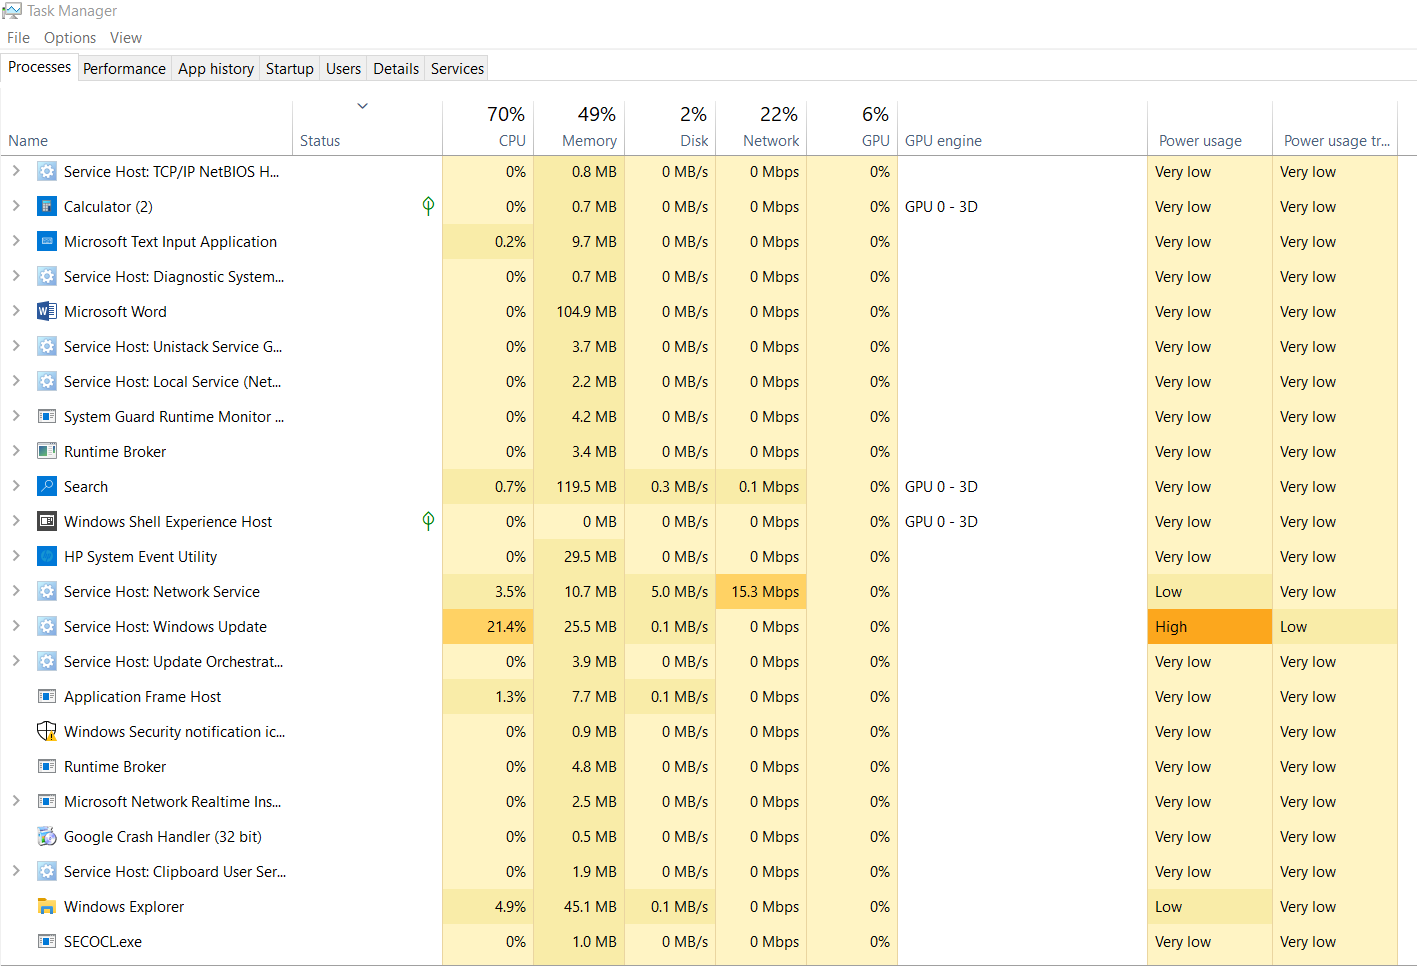 Task Manager
File Options View
Processes Performance App history Startup Users Details Services
70% 49% 2% 22% 6%
Name Status CPU Memory Disk Network GPU GPU engine Power usage Power usage tr...
Service Host: TCP/IP NetBIOS H... 0% 0.8 MB 0 MB/s 0 Mbps 0% Very low Very low
Calculator (2) 0% 0.7 MB 0 MB/s 0 Mbps 0% GPU 0 - 3D Very low Very low
Microsoft Text Input Application 0.2% 9.7 MB 0 MB/s 0 Mbps 0% Very low Very low
Service Host: Diagnostic System... 0% 0.7 MB 0 MB/s 0 Mbps 0% Very low Very low
Microsoft Word 0% 104.9 MB 0 MB/s 0 Mbps 0% Very low Very low
Service Host: Unistack Service G... 0% 3.7 MB 0 MB/s 0 Mbps 0% Very low Very low
Service Host: Local Service (Net... 0% 2.2 MB 0 MB/s 0 Mbps 0% Very low Very low
System Guard Runtime Monitor ... 0% 4.2 MB 0 MB/s 0 Mbps 0% Very low Very low
Runtime Broker 0% 3.4 MB 0 MB/s 0 Mbps 0% Very low Very low
Search 0.7% 119.5 MB 0.3 MB/s 0.1 Mbps 0% GPU 0 - 3D Very low Very low
Windows Shell Experience Host 0% 0 MB 0 MB/s 0 Mbps 0% GPU 0 - 3D Very low Very low
HP System Event Utility 0% 29.5 MB 0 MB/s 0 Mbps 0% Very low Very low
Service Host: Network Service 3.5% 10.7 MB 5.0 MB/s 15.3 Mbps 0% Low Very low
Service Host: Windows Update 21.4% 25.5 MB 0.1 MB/s 0 Mbps 0% High Low
Service Host: Update Orchestrat... 0% 3.9 MB 0 MB/s 0 Mbps 0% Very low Very low
Application Frame Host 1.3% 7.7 MB 0.1 MB/s 0 Mbps 0% Very low Very low
Windows Security notification ic... 0% 0.9 MB 0 MB/s 0 Mbps 0% Very low Very low
Runtime Broker 0% 4.8 MB 0 MB/s 0 Mbps 0% Very low Very low
Microsoft Network Realtime Ins... 0% 2.5 MB 0 MB/s 0 Mbps 0% Very low Very low
Google Crash Handler (32 bit) 0% 0.5 MB 0 MB/s 0 Mbps 0% Very low Very low
Service Host: Clipboard User Ser... 0% 1.9 MB 0 MB/s 0 Mbps 0% Very low Very low
Windows Explorer 4.9% 45.1 MB 0.1 MB/s 0 Mbps 0% Low Very low
SECOCL.exe 0% 1.0 MB 0 MB/s 0 Mbps 0% Very low Very low